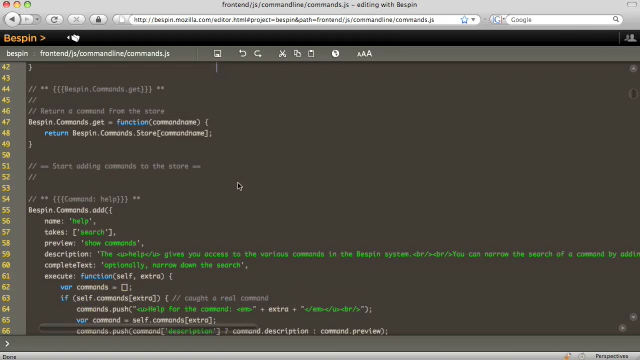 frontend/js/commandline/commands.js - editing with Bespin
http://bespin.mozilla.com/editor.html#project=bespin&path=frontend/js/commandline/commands.js
Google
Bespin >
bespin : frontend/js/commandline/commands.js
AAA
42 }
43
44 // ** {{{Bespin.Commands.get}}} **
45 //
46 // Return a command from the store
47 Bespin.Commands.get = function(commandname) {
48 return Bespin.Commands.Store[commandname];
49 }
50
51 // == Start adding commands to the store ==
52 //
53
54 // ** {{{Command: help}}} **
55 Bespin.Commands.add({
56 name: 'help',
57 takes: ['search'],
58 preview: 'show commands',
59 description: 'The <u>help</u> gives you access to the various commands in the Bespin system.<br/><br/>You can narrow the search of a command by addin
60 completeText: 'optionally, narrow down the search',
61 execute: function(self, extra) {
62 var commands = [];
63 if (self.commands[extra]) { // caught a real command
64 commands.push("<u>Help for the command: <em>" + extra + "</em></u><br/>");
65 var command = self.commands[extra];
66 commands.push(command['description'] ? command.description : command.preview);
>
Done